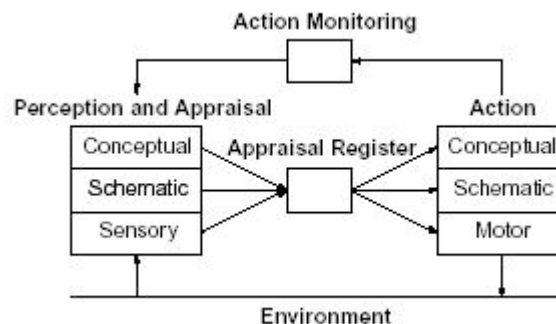 Action Monitoring
Perception and Appraisal
Action
Conceptual
Appraisal Register
Conceptual
Schematic
Schematic
Sensory
Motor
Environment